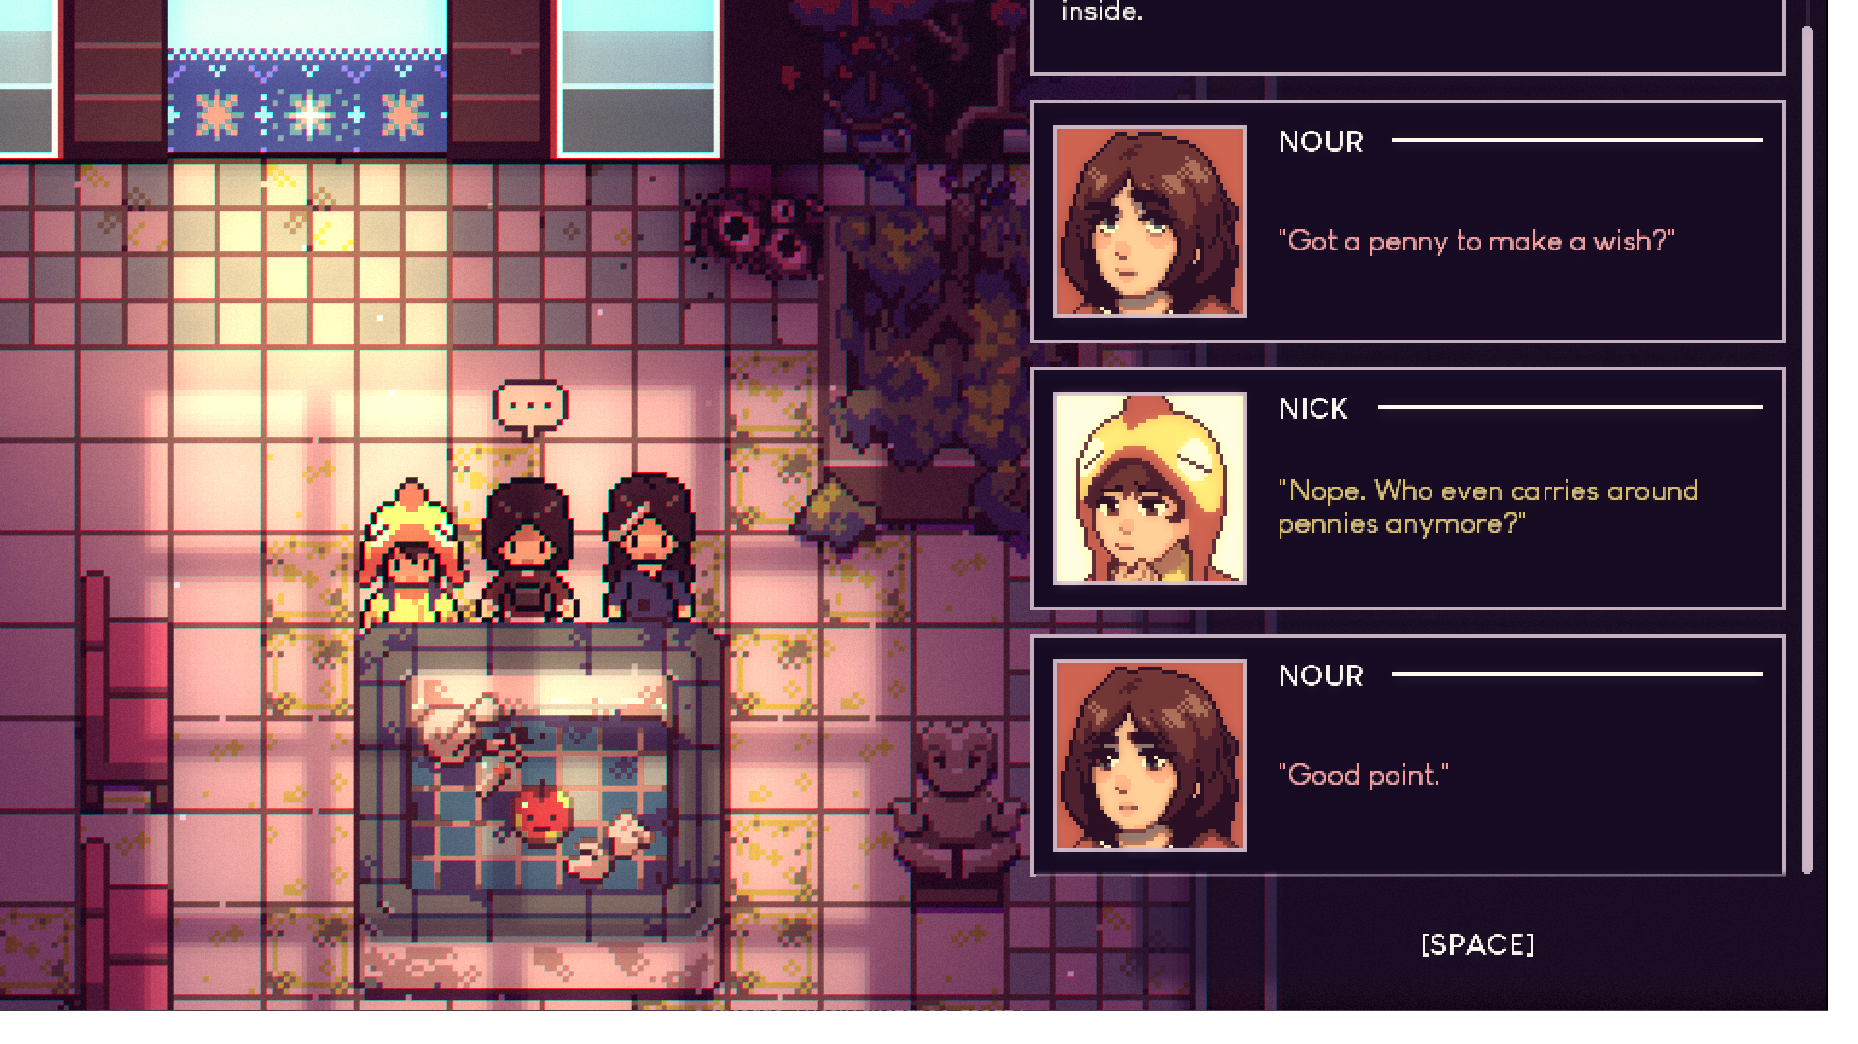 inside.
NOUR
"Got a penny to make a wish?"
NICK
"Nope. Who even carries around
pennies anymore?"
NOUR
"Good point."
[SPACE]